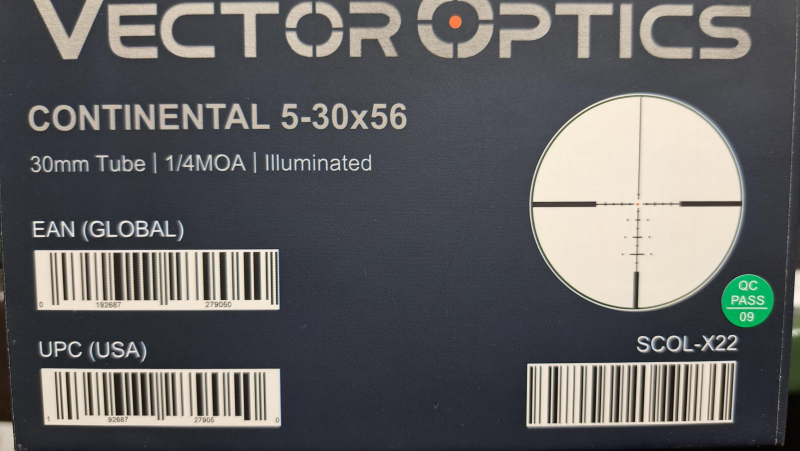 VECTOR OPTICS
CONTINENTAL 5-30x56
30mm Tube | 1/4MOA | Illuminated
EAN (GLOBAL)
0 192687 279050
UPC (USA)
1 92687 27905 0
QC
PASS
09
SCOL-X22